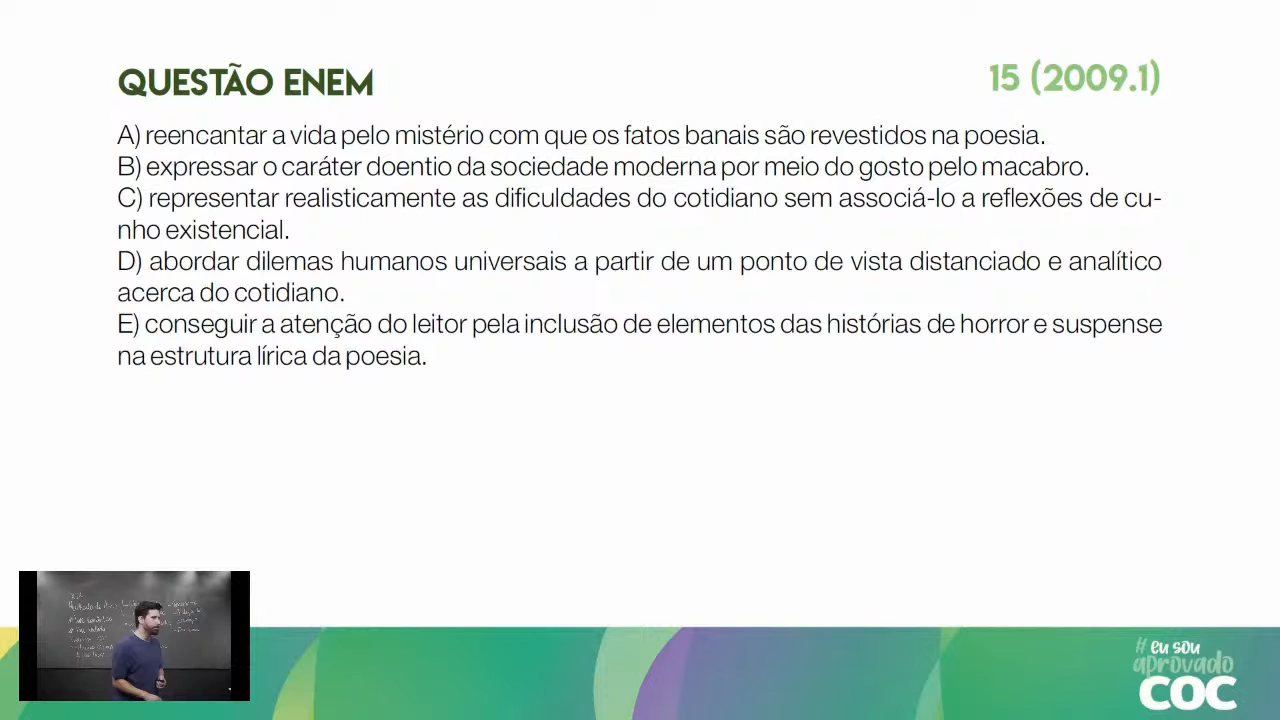 QUESTÃO ENEM
15 (2009.1)
A) reencantar a vida pelo mistério com que os fatos banais são revestidos na poesia.
B) expressar o caráter doentio da sociedade moderna por meio do gosto pelo macabro.
C) representar realisticamente as dificuldades do cotidiano sem associá-lo a reflexões de cu-
nho existencial.
D) abordar dilemas humanos universais a partir de um ponto de vista distanciado e analítico
acerca do cotidiano.
E) conseguir a atenção do leitor pela inclusão de elementos das histórias de horror e suspense
na estrutura lírica da poesia.
# eu sou
aprovado
COC